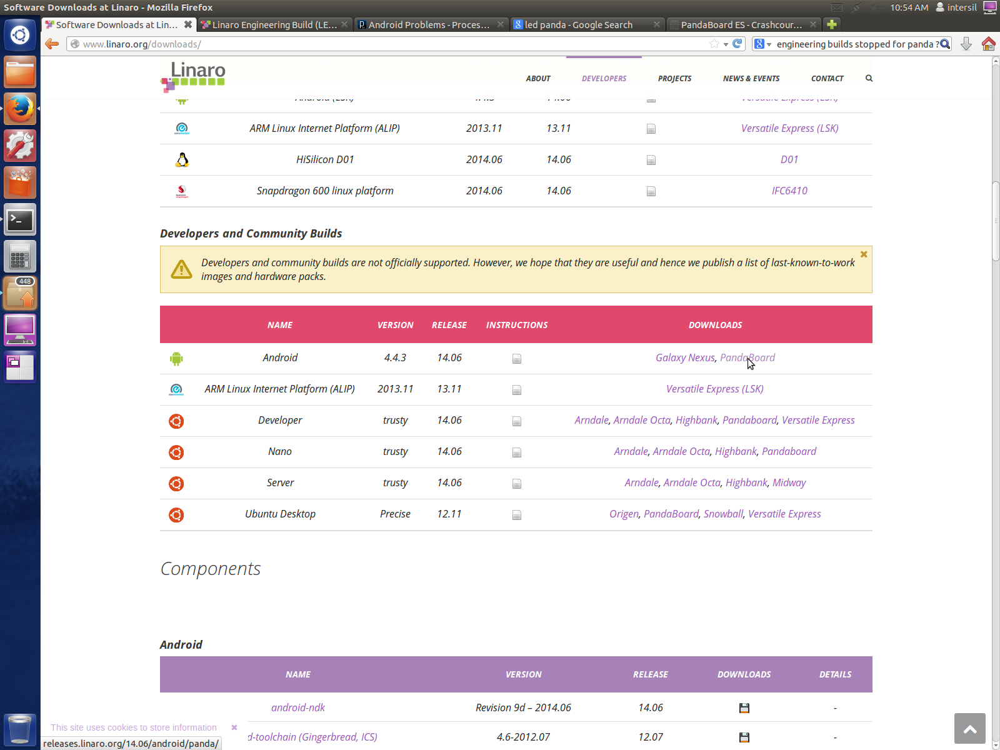 Software Downloads at Linaro - Mozilla Firefox
10:54 AM intersil
Software Downloads at Lin...
Linaro Engineering Build (LE...
Android Problems - Proces...
led panda - Google Search
PandaBoard ES - Crashcour...
www.linaro.org/downloads/
engineering builds stopped for panda ?
Linaro
ABOUT DEVELOPERS PROJECTS NEWS & EVENTS CONTACT
Android (LSK) 14.06 Versatile Express (LSK)
ARM Linux Internet Platform (ALIP) 2013.11 13.11 Versatile Express (LSK)
HiSilicon D01 2014.06 14.06 D01
Snapdragon 600 linux platform 2014.06 14.06 IFC6410
Developers and Community Builds
Developers and community builds are not officially supported. However, we hope that they are useful and hence we publish a list of last-known-to-work
images and hardware packs.
NAME VERSION RELEASE INSTRUCTIONS DOWNLOADS
Android 4.4.3 14.06 Galaxy Nexus, PandaBoard
ARM Linux Internet Platform (ALIP) 2013.11 13.11 Versatile Express (LSK)
Developer trusty 14.06 Arndale, Arndale Octa, Highbank, Pandaboard, Versatile Express
Nano trusty 14.06 Arndale, Arndale Octa, Highbank, Pandaboard
Server trusty 14.06 Arndale, Arndale Octa, Highbank, Midway
Ubuntu Desktop Precise 12.11 Origen, PandaBoard, Snowball, Versatile Express
Components
Android
NAME VERSION RELEASE DOWNLOADS DETAILS
android-ndk Revision 9d – 2014.06 14.06 -
d-toolchain (Gingerbread, ICS) 4.6-2012.07 12.07 -
This site uses cookies to store information
releases.linaro.org/14.06/android/panda/
448